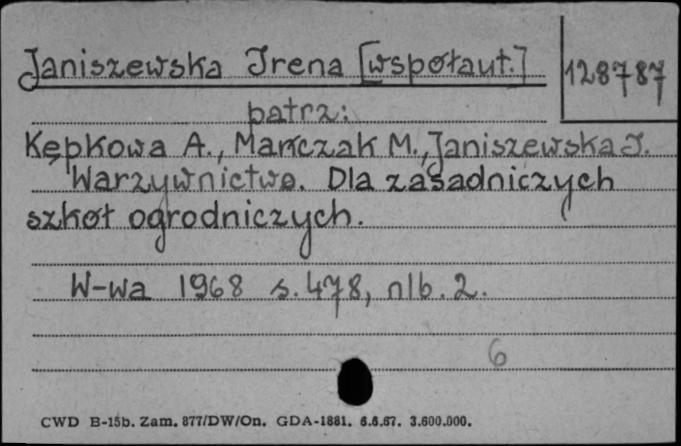 Janiszewska Irena [współaut.]
128787
patrz:
Kępkowa A., Marczak M., Janiszewska I.
Warzywnictwo. Dla zasadniczych
szkół ogrodniczych.
W-wa 1968 s. 478, nlb. 2.
6
CWD B-15b. Zam. 877/DW/On. GDA-1881. 6.6.67. 3.600.000.